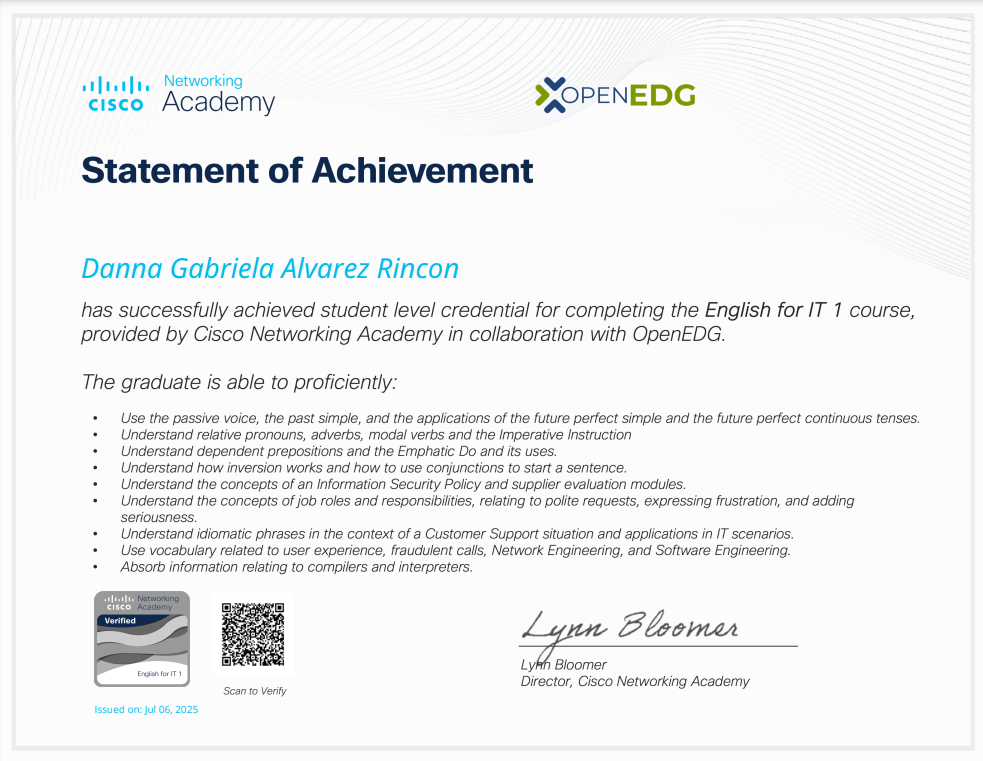 Networking
CISCO Academy
OPENEDG
Statement of Achievement
Danna Gabriela Alvarez Rincon
has successfully achieved student level credential for completing the English for IT 1 course,
provided by Cisco Networking Academy in collaboration with OpenEDG.
The graduate is able to proficiently:
• Use the passive voice, the past simple, and the applications of the future perfect simple and the future perfect continuous tenses.
• Understand relative pronouns, adverbs, modal verbs and the Imperative Instruction
• Understand dependent prepositions and the Emphatic Do and its uses.
• Understand how inversion works and how to use conjunctions to start a sentence.
• Understand the concepts of an Information Security Policy and supplier evaluation modules.
• Understand the concepts of job roles and responsibilities, relating to polite requests, expressing frustration, and adding
seriousness.
• Understand idiomatic phrases in the context of a Customer Support situation and applications in IT scenarios.
• Use vocabulary related to user experience, fraudulent calls, Network Engineering, and Software Engineering.
• Absorb information relating to compilers and interpreters.
Networking
CISCO Academy
Verified
English for IT 1
Scan to Verify
Issued on: Jul 06, 2025
Lynn Bloomer
Lynn Bloomer
Director, Cisco Networking Academy